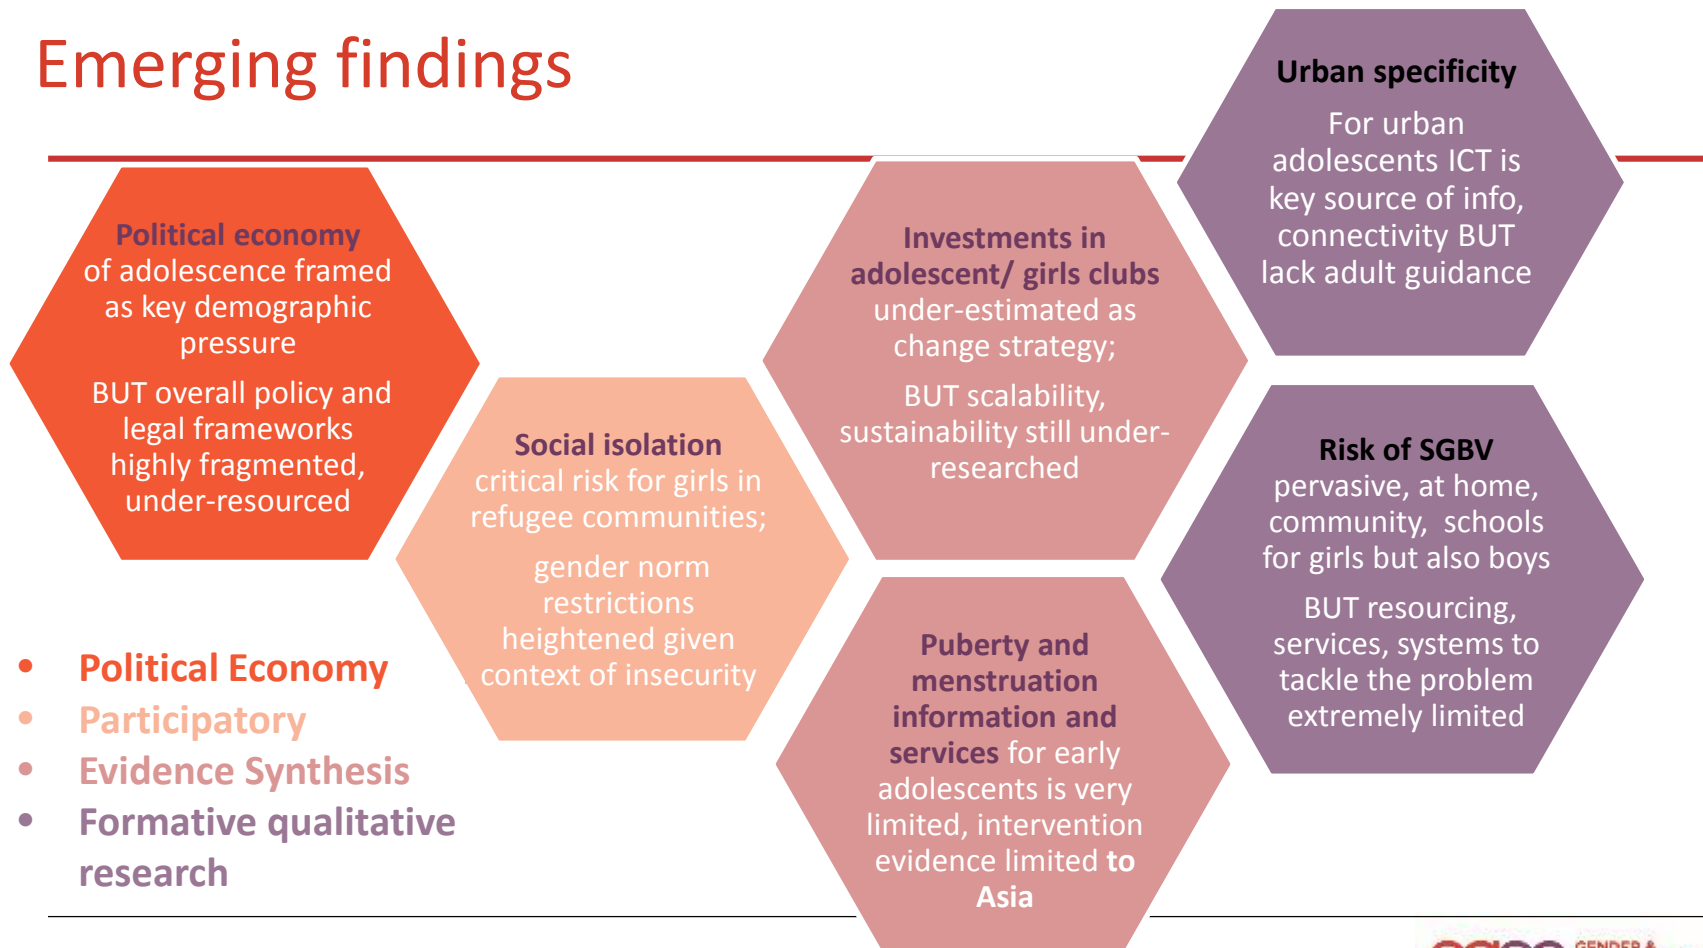 Emerging findings
Political economy
of adolescence framed
as key demographic
pressure
BUT overall policy and
legal frameworks
highly fragmented,
under-resourced
Social isolation
critical risk for girls in
refugee communities;
gender norm
restrictions
heightened given
context of insecurity
Investments in
adolescent/ girls clubs
under-estimated as
change strategy;
BUT scalability,
sustainability still under-
researched
Puberty and
menstruation
information and
services for early
adolescents is very
limited, intervention
evidence limited to
Asia
Urban specificity
For urban
adolescents ICT is
key source of info,
connectivity BUT
lack adult guidance
Risk of SGBV
pervasive, at home,
community,  schools
for girls but also boys
BUT resourcing,
services, systems to
tackle the problem
extremely limited
• Political Economy
• Participatory
• Evidence Synthesis
• Formative qualitative
research
GENDER &